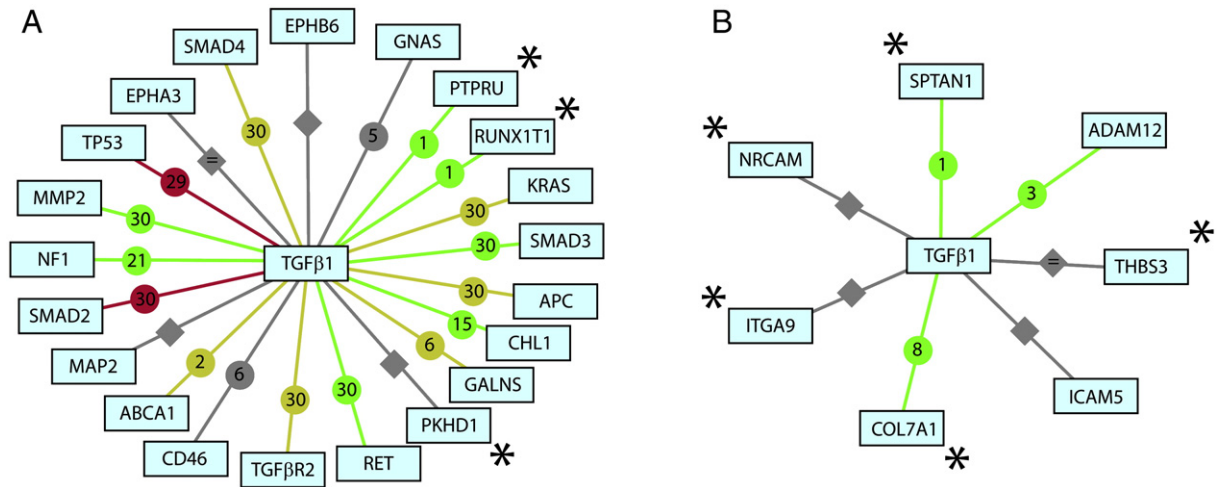 A
EPHB6
SMAD4
GNAS
*
EPHA3
PTPRU
*
TP53
RUNX1T1
30
5
1
=
1
KRAS
29
MMP2
30
30
SMAD3
30
NF1
21
TGFβ1
30
APC
SMAD2
30
15
CHL1
MAP2
2
6
6
GALNS
ABCA1
30
30
PKHD1
*
CD46
TGFβR2
RET
B
*
SPTAN1
*
NRCAM
ADAM12
1
3
*
TGFβ1
=
THBS3
*
ITGA9
8
ICAM5
COL7A1
*